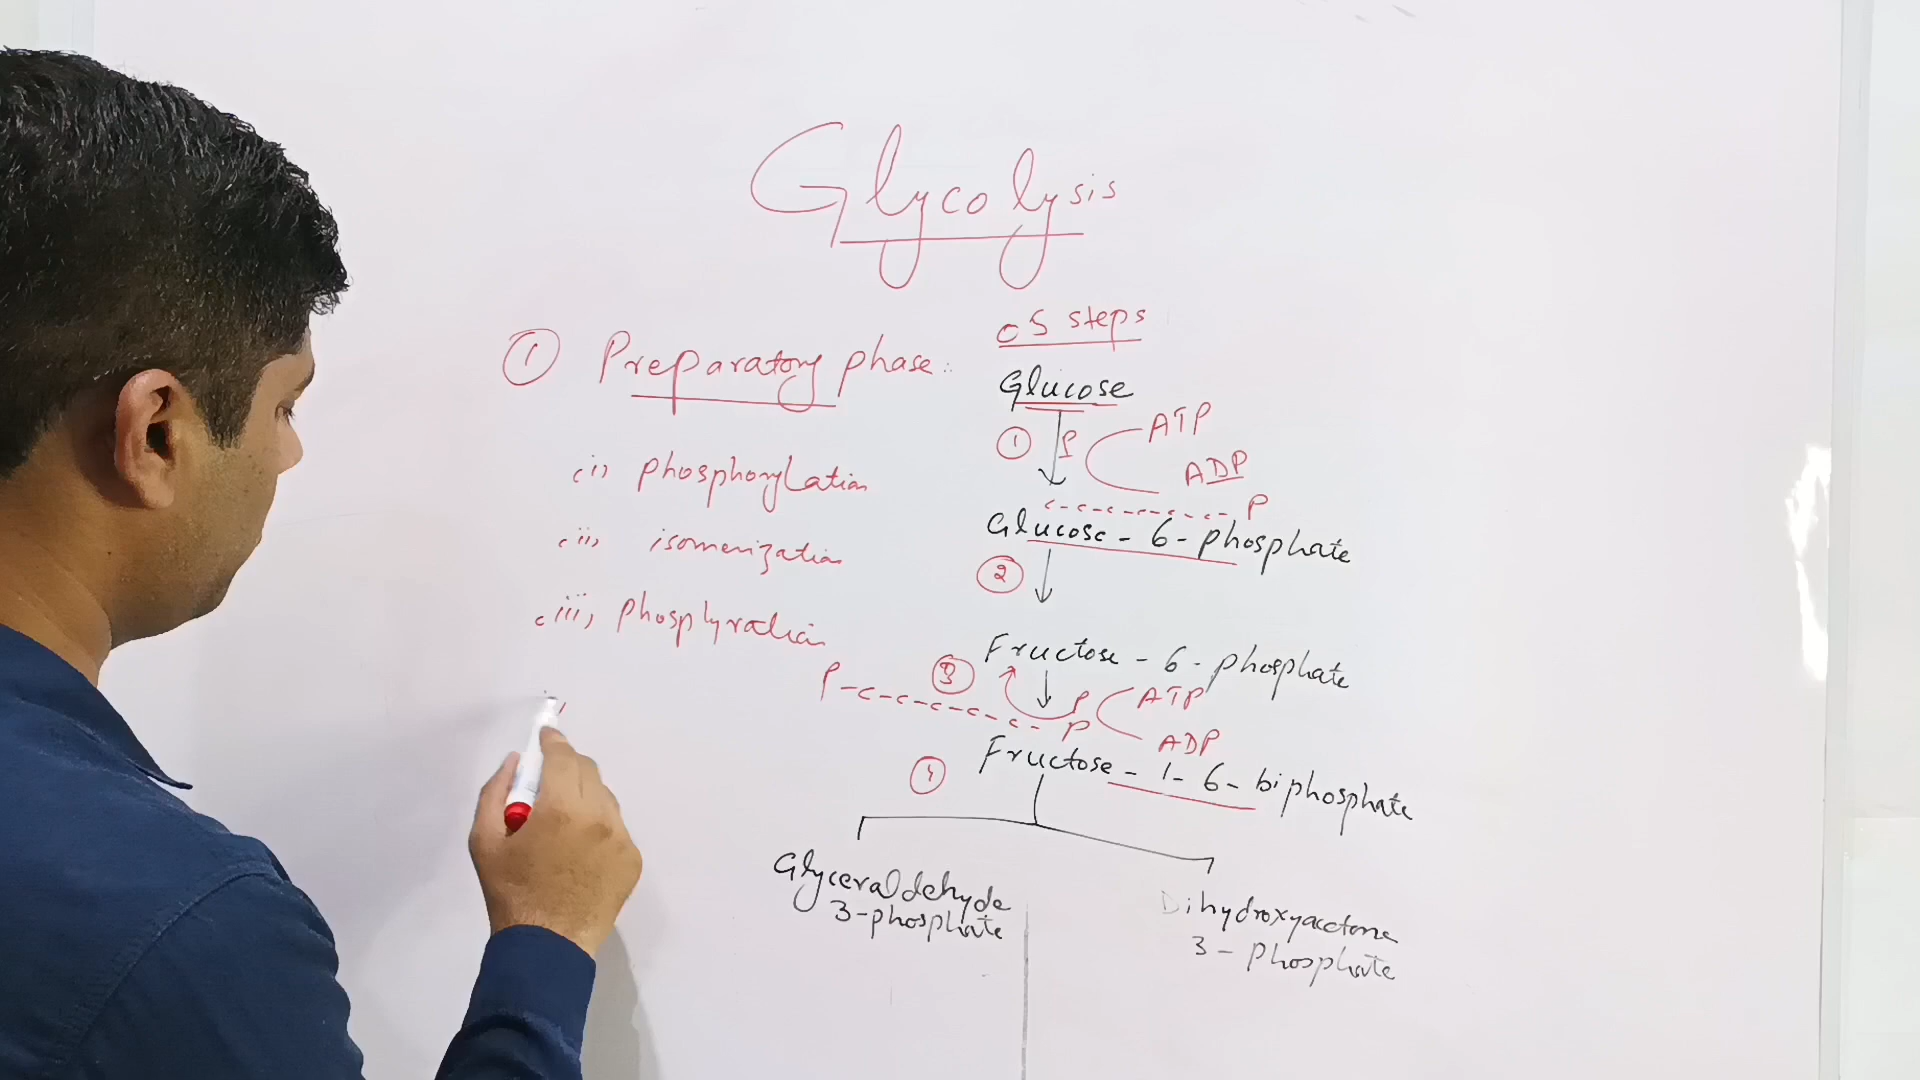 Glycolysis
05 steps
① Preparatory phase:
Glucose
① P ATP
ADP
(i) phosphorylation
c-c-c-c-c-c-P
Glucose-6-phosphate
(ii) isomerization
②
(iii) phosphyration
Fructose-6-phosphate
③ P ATP
P-c-c-c-c-c-c-P
ADP
Fructose-1-6-biphosphate
④
Glyceraldehyde
3-phosphate
Dihydroxyacetone
3-phosphate